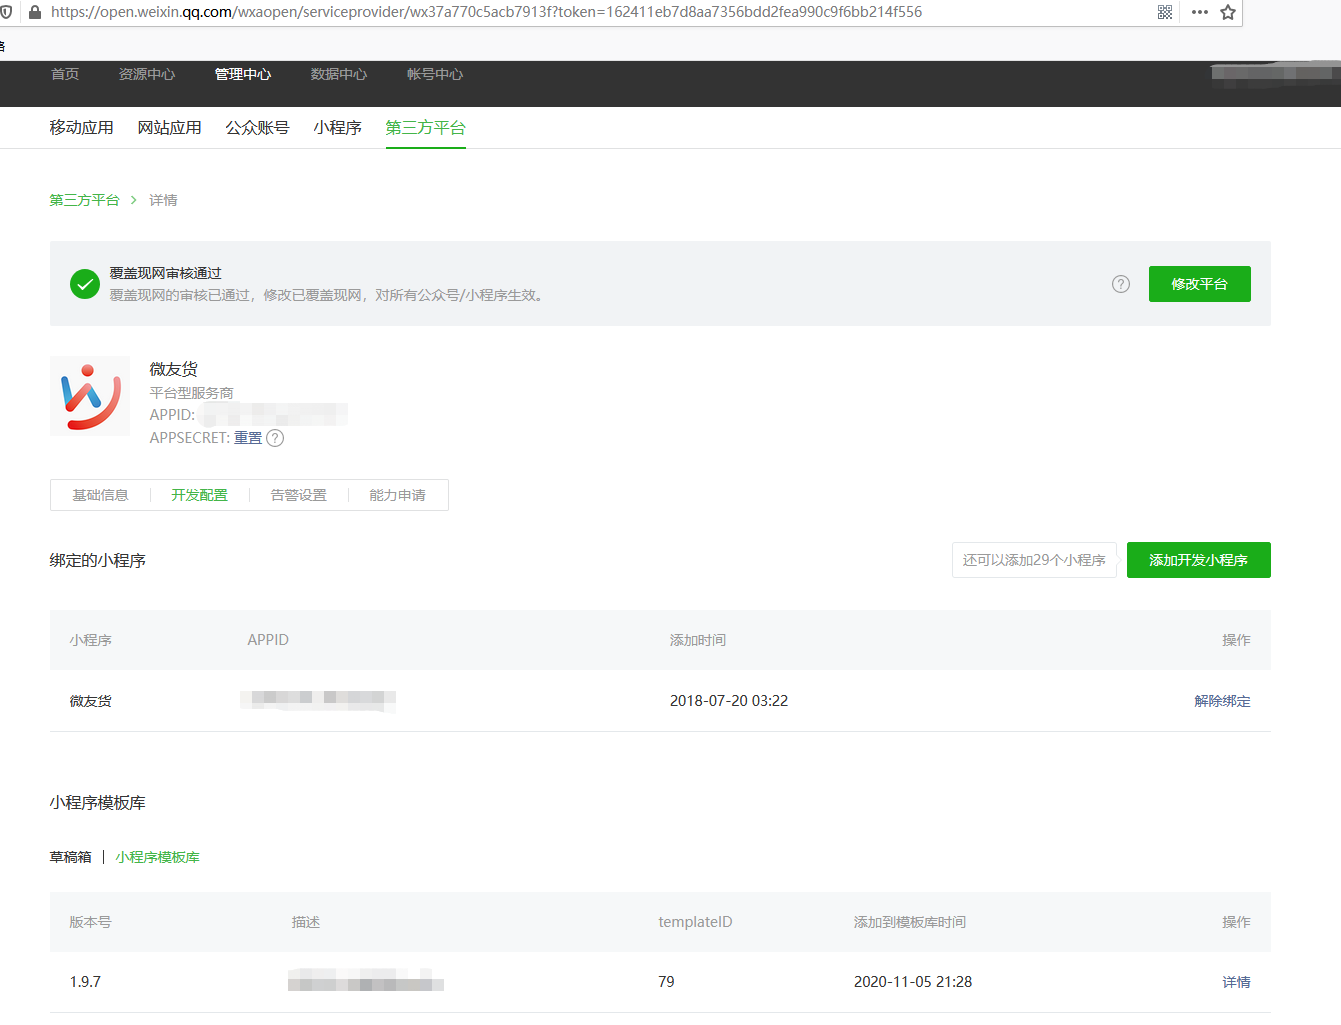 https://open.weixin.qq.com/wxaopen/serviceprovider/wx37a770c5acb7913f?token=162411eb7d8aa7356bdd2fea990c9f6bb214f556
首页 资源中心 管理中心 数据中心 帐号中心
移动应用 网站应用 公众账号 小程序 第三方平台
第三方平台 > 详情
覆盖现网审核通过
覆盖现网的审核已通过，修改已覆盖现网，对所有公众号/小程序生效。
? 修改平台
微友货
平台型服务商
APPID:
APPSECRET: 重置 ?
基础信息 开发配置 告警设置 能力申请
绑定的小程序 还可以添加29个小程序 添加开发小程序
小程序 APPID 添加时间 操作
微友货 2018-07-20 03:22 解除绑定
小程序模板库
草稿箱 | 小程序模板库
版本号 描述 templateID 添加到模板库时间 操作
1.9.7 79 2020-11-05 21:28 详情